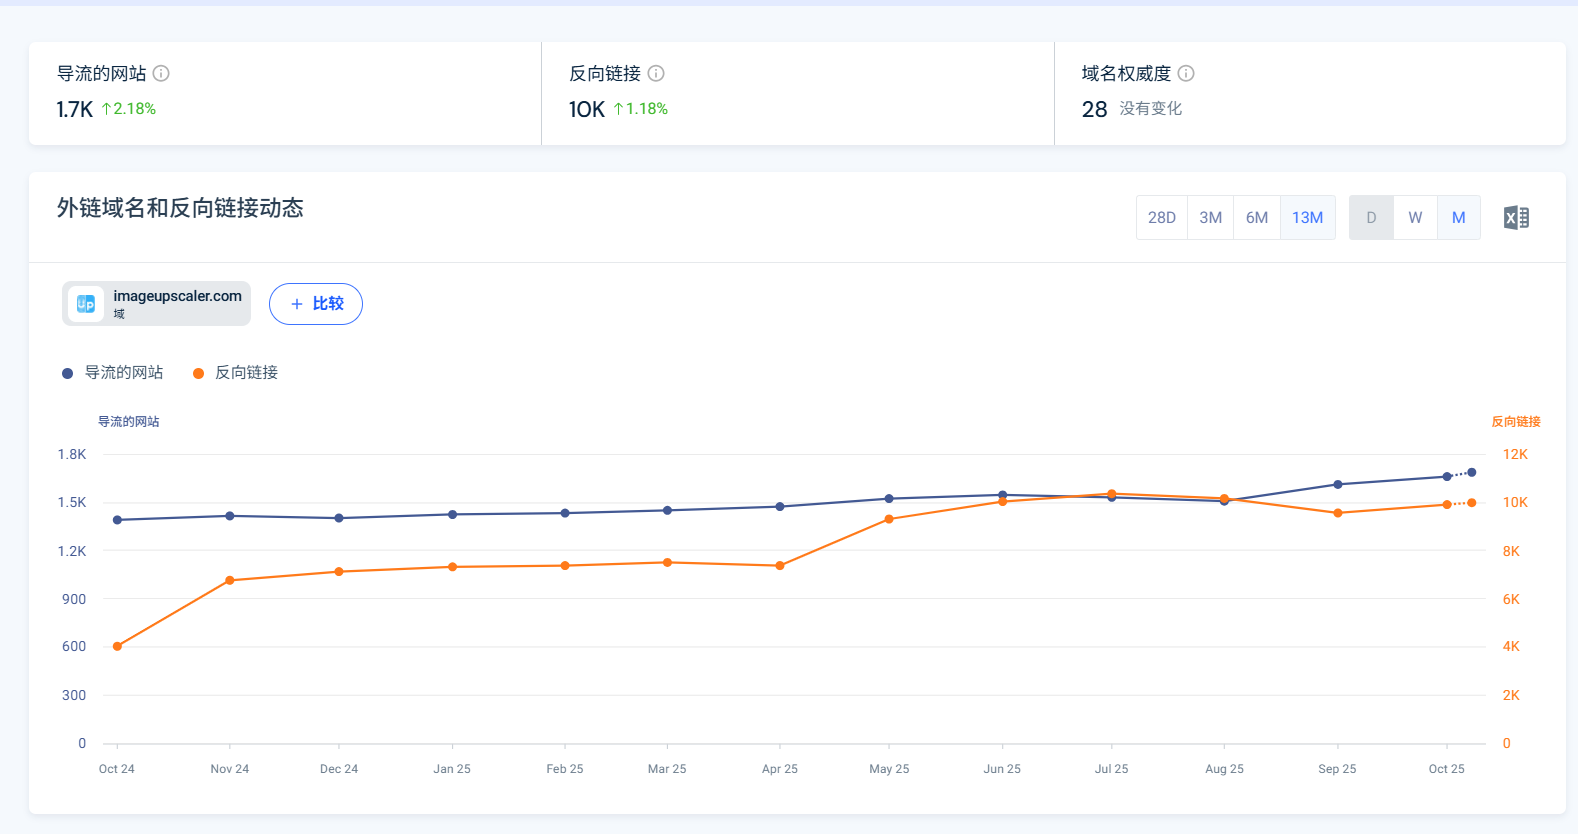 导流的网站
1.7K ↑2.18%
反向链接
10K ↑1.18%
域名权威度
28 没有变化
外链域名和反向链接动态
28D 3M 6M 13M D W M
X
up
imageupscaler.com
域
+ 比较
导流的网站 反向链接
导流的网站 反向链接
1.8K 12K
1.5K 10K
1.2K 8K
900 6K
600 4K
300 2K
0 0
Oct 24 Nov 24 Dec 24 Jan 25 Feb 25 Mar 25 Apr 25 May 25 Jun 25 Jul 25 Aug 25 Sep 25 Oct 25